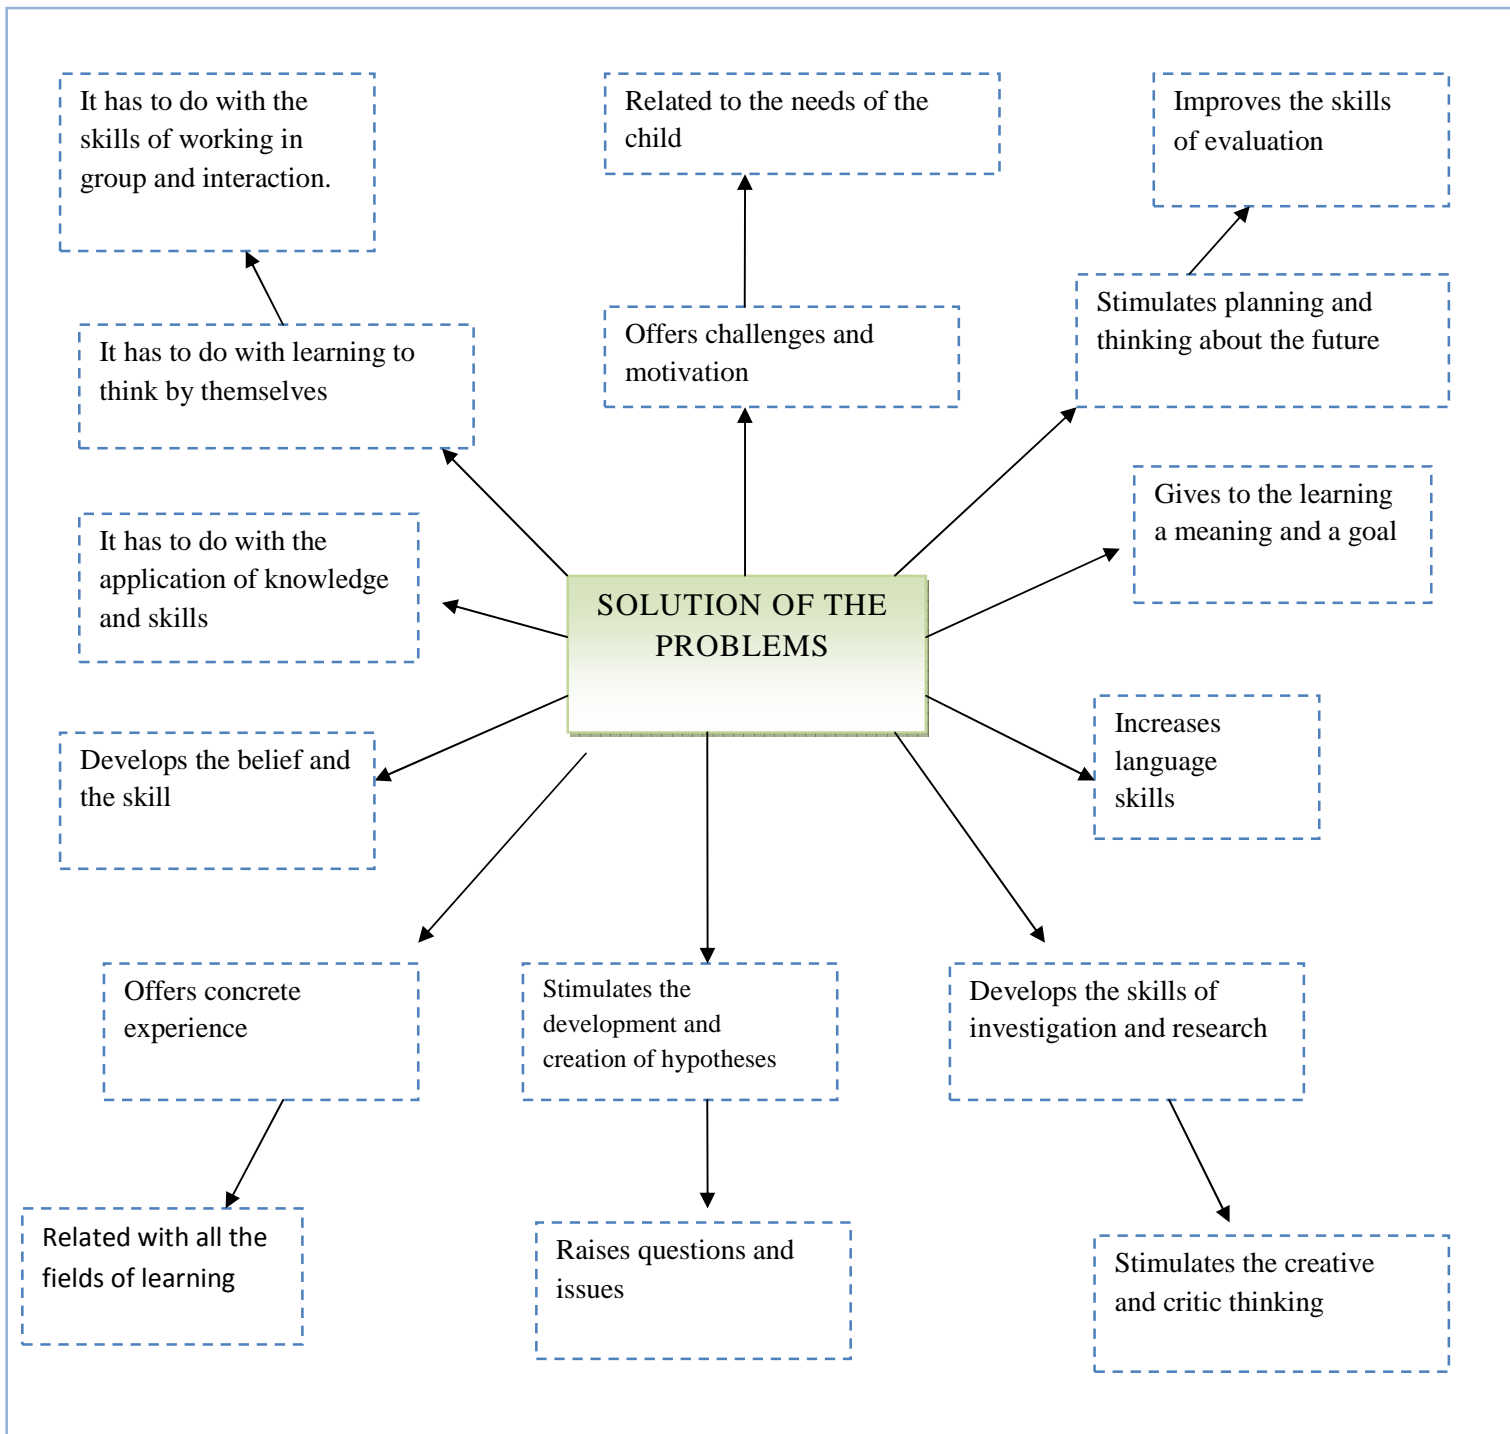 It has to do with the
skills of working in
group and interaction.
Related to the needs of the
child
Improves the skills
of evaluation
It has to do with learning to
think by themselves
Offers challenges and
motivation
Stimulates planning and
thinking about the future
It has to do with the
application of knowledge
and skills
Gives to the learning
a meaning and a goal
SOLUTION OF THE
PROBLEMS
Develops the belief and
the skill
Increases
language
skills
Offers concrete
experience
Stimulates the
development and
creation of hypotheses
Develops the skills of
investigation and research
Related with all the
fields of learning
Raises questions and
issues
Stimulates the creative
and critic thinking